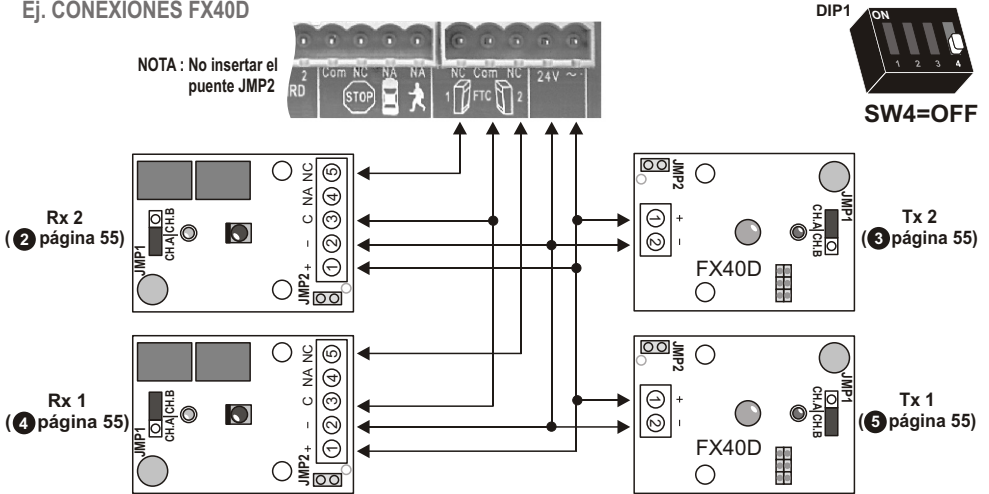 Ej. CONEXIONES FX40D
NOTA : No insertar el
puente JMP2
2 Com NC NA NA
RD STOP
NC Com NC 24V ~ -
1 FTC 2
DIP1
ON
1 2 3 4
SW4=OFF
Rx 2
(2 página 55)
JMP1
CH.A CH.B
NC
NA
C
–
+
5
4
3
2
1
JMP2
JMP2
1 +
2 -
FX40D
JMP1
CH.A CH.B
Tx 2
(3 página 55)
Rx 1
(4 página 55)
JMP1
CH.A CH.B
NC
NA
C
–
+
5
4
3
2
1
JMP2
JMP2
1 +
2 -
FX40D
JMP1
CH.A CH.B
Tx 1
(5 página 55)